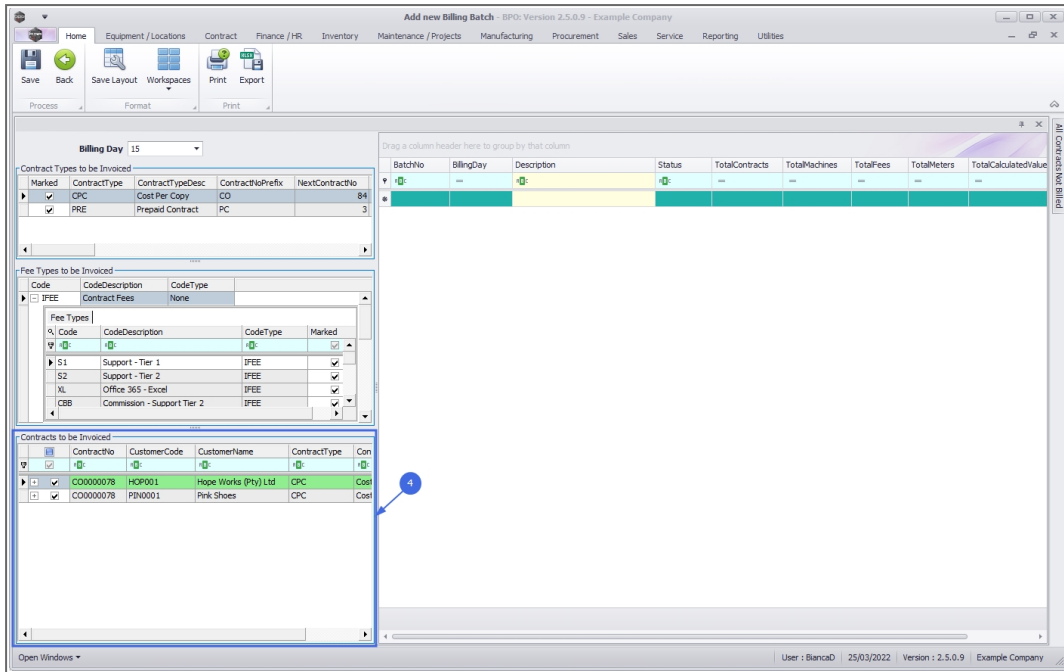 Add new Billing Batch - BPO: Version 2.5.0.9 - Example Company
Home Equipment / Locations Contract Finance / HR Inventory Maintenance / Projects Manufacturing Procurement Sales Service Reporting Utilities
Save Back Save Layout Workspaces Print Export
Process Format Print
Billing Day 15
Contract Types to be Invoiced
Marked ContractType ContractTypeDesc ContractNoPrefix NextContractNo
CPC Cost Per Copy CO 84
PRE Prepaid Contract PC 3
Fee Types to be Invoiced
Code CodeDescription CodeType
IFEE Contract Fees None
Fee Types
Code CodeDescription CodeType Marked
S1 Support - Tier 1 IFEE
S2 Support - Tier 2 IFEE
XL Office 365 - Excel IFEE
CBB Commission - Support Tier 2 IFEE
Contracts to be Invoiced
ContractNo CustomerCode CustomerName ContractType Con
CO0000078 HOP001 Hope Works (Pty) Ltd CPC Cost
CO0000078 PIN0001 Pink Shoes CPC Cost
4
Drag a column header here to group by that column
BatchNo BillingDay Description Status TotalContracts TotalMachines TotalFees TotalMeters TotalCalculatedValue
All Contracts Not Billed
Open Windows
User : BiancaD 25/03/2022 Version : 2.5.0.9 Example Company